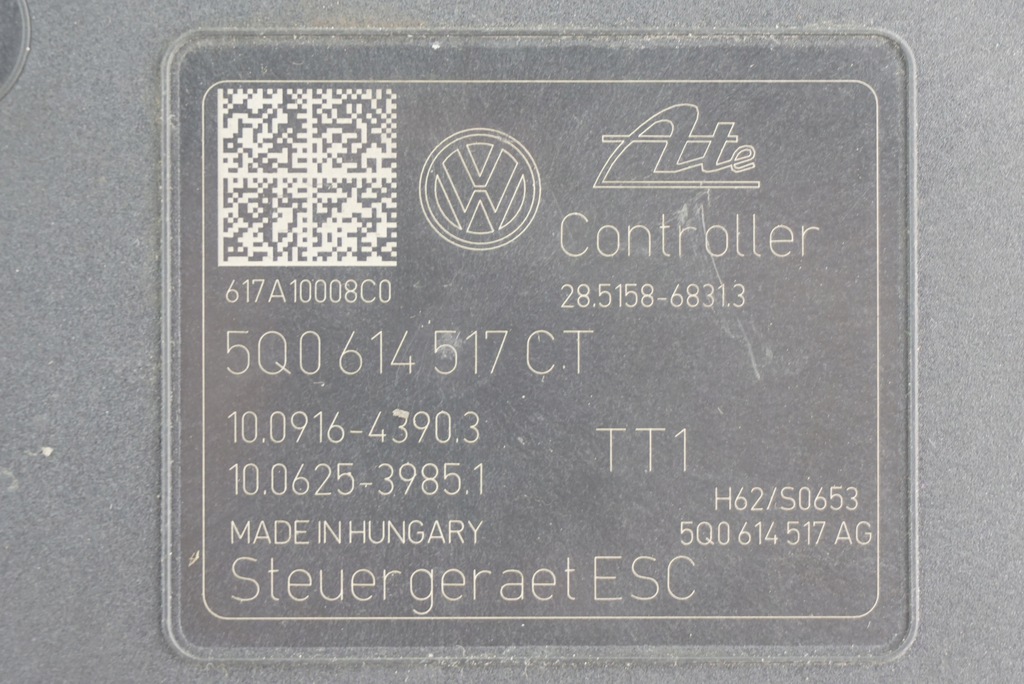 Ate
Controller
617A10008C0
28.5158-6831.3
5Q0 614 517 CT
10.0916-4390.3
TT1
10.0625-3985.1
H62/S0653
MADE IN HUNGARY
5Q0 614 517 AG
Steuergeraet ESC